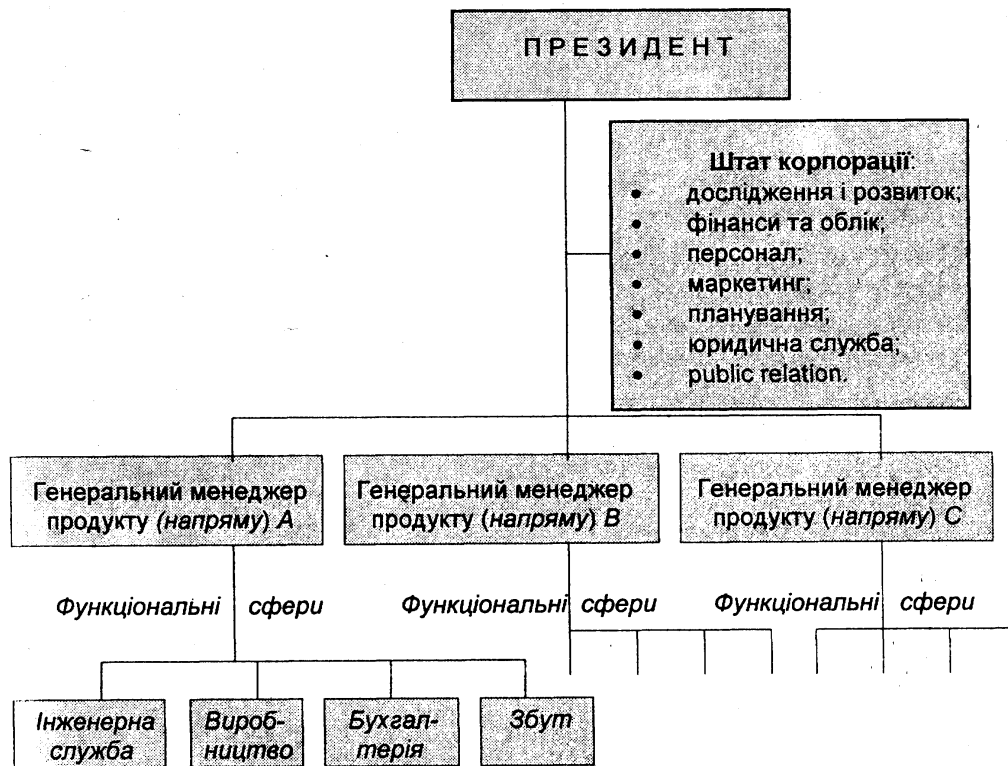 ПРЕЗИДЕНТ
Штат корпорації:
• дослідження і розвиток;
• фінанси та облік;
• персонал;
• маркетинг;
• планування;
• юридична служба;
• public relation.
Генеральний менеджер
продукту (напряму) А
Генеральний менеджер
продукту (напряму) В
Генеральний менеджер
продукту (напряму) С
Функціональні сфери
Функціональні сфери
Функціональні сфери
Інженерна
служба
Вироб-
ництво
Бухгал-
терія
Збут